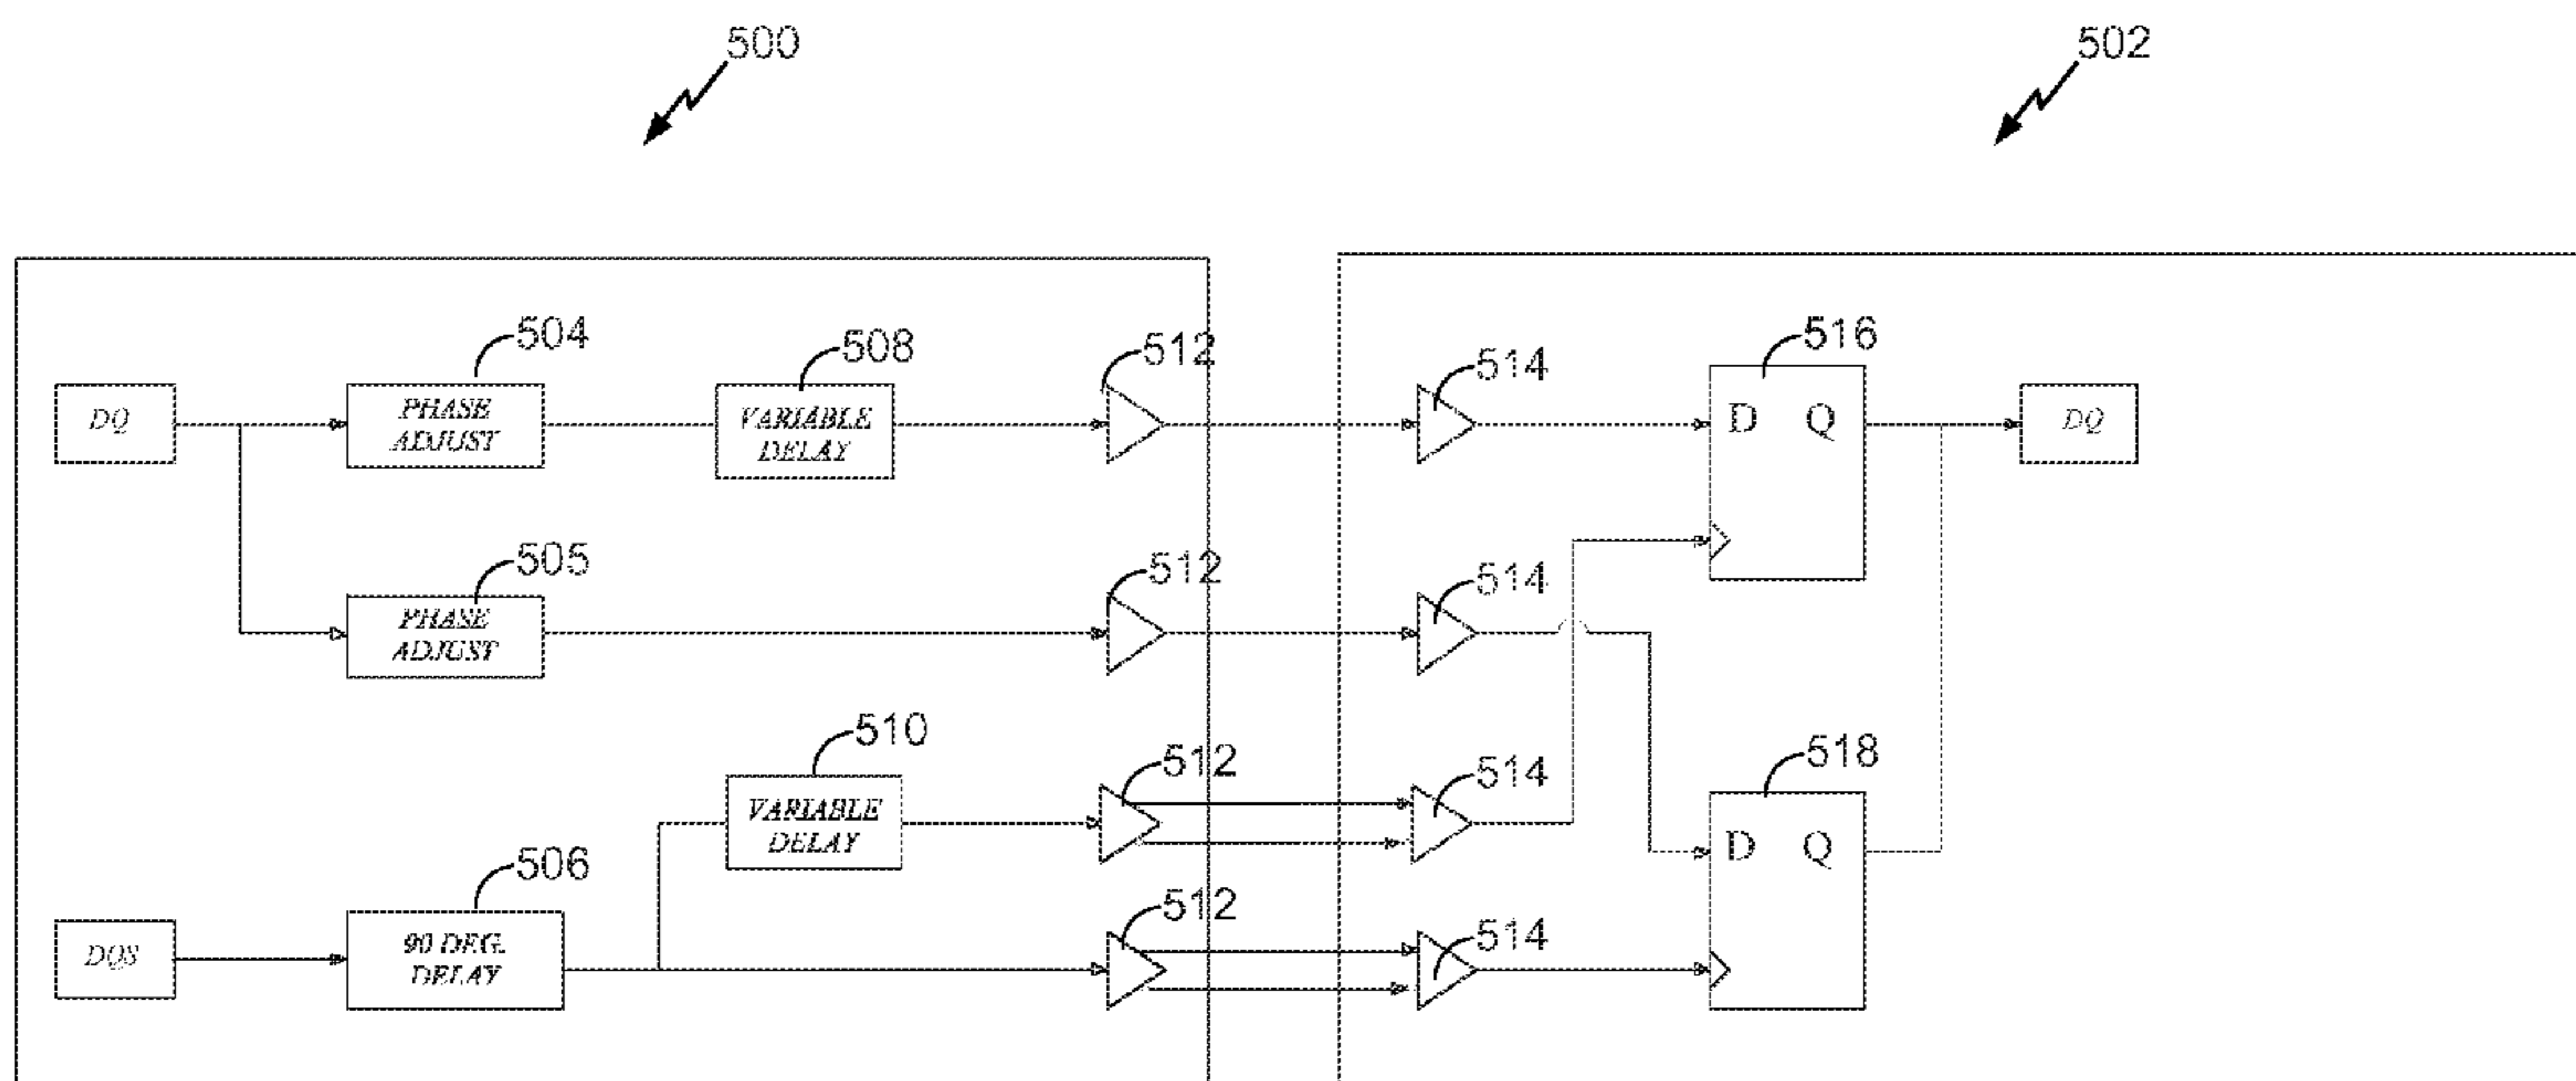 500
502
504
508
512
514
516
DQ
PHASE
ADJUST
VARIABLE
DELAY
D Q
DQ
505
512
514
PHASE
ADJUST
510
512
514
518
VARIABLE
DELAY
D Q
506
512
514
DQS
90 DEG.
DELAY